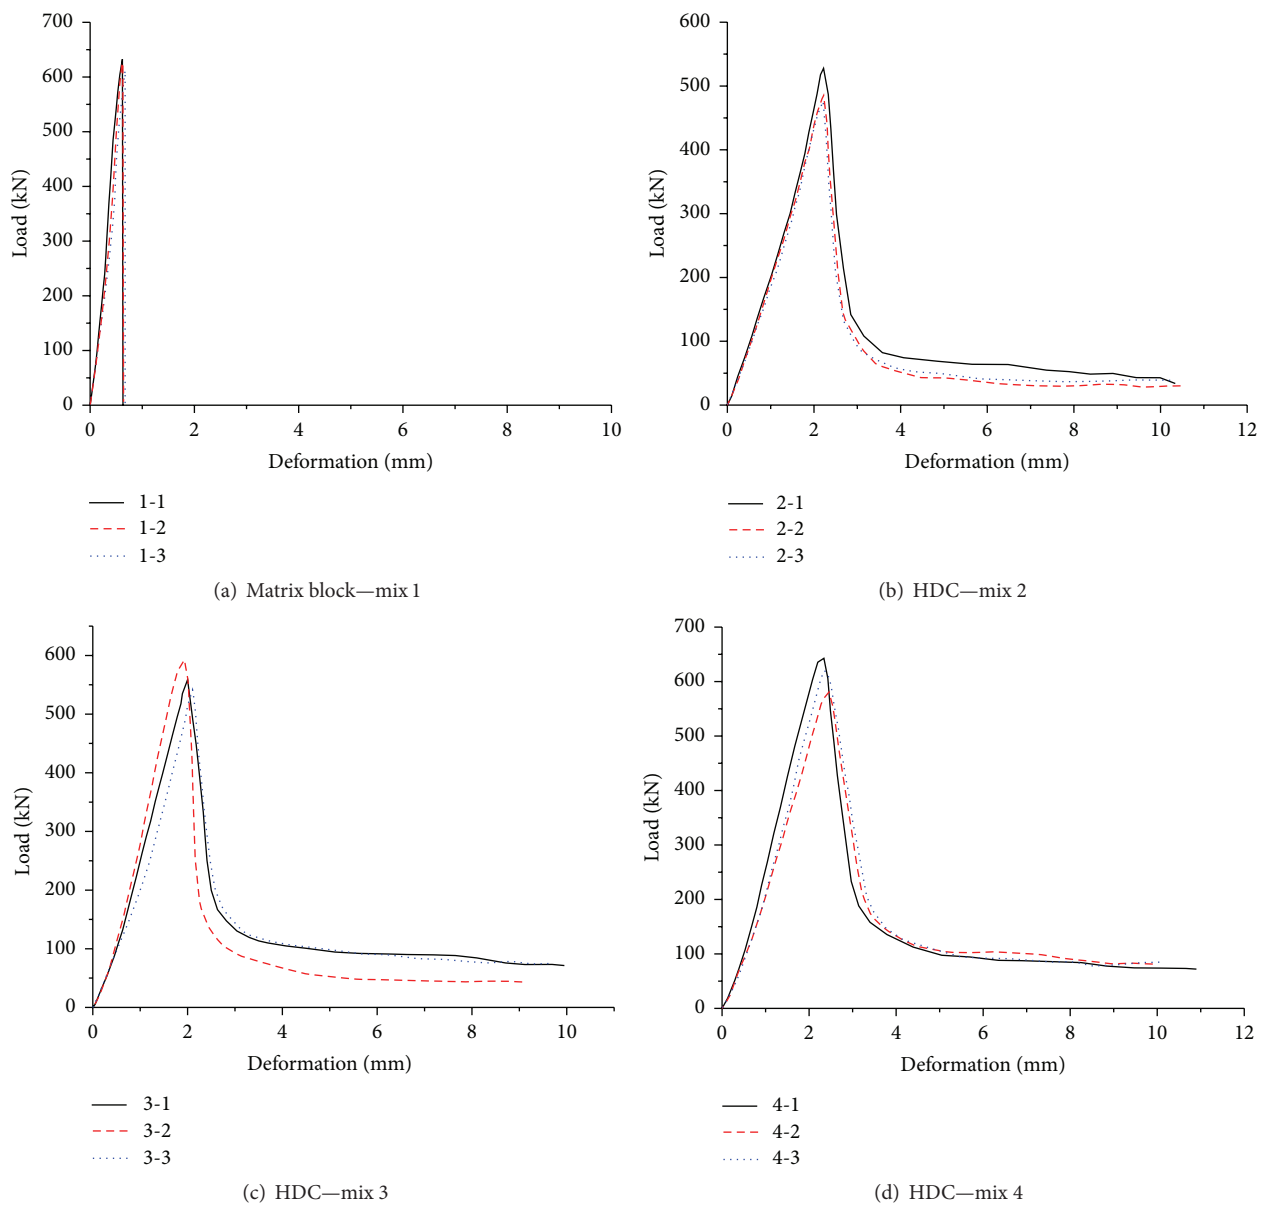 700
600
500
400
300
200
100
0
Load (kN)
0 2 4 6 8 10
Deformation (mm)
1-1
1-2
1-3
(a) Matrix block—mix 1
600
500
400
300
200
100
0
Load (kN)
0 2 4 6 8 10 12
Deformation (mm)
2-1
2-2
2-3
(b) HDC—mix 2
600
500
400
300
200
100
0
Load (kN)
0 2 4 6 8 10
Deformation (mm)
3-1
3-2
3-3
(c) HDC—mix 3
700
600
500
400
300
200
100
0
Load (kN)
0 2 4 6 8 10 12
Deformation (mm)
4-1
4-2
4-3
(d) HDC—mix 4